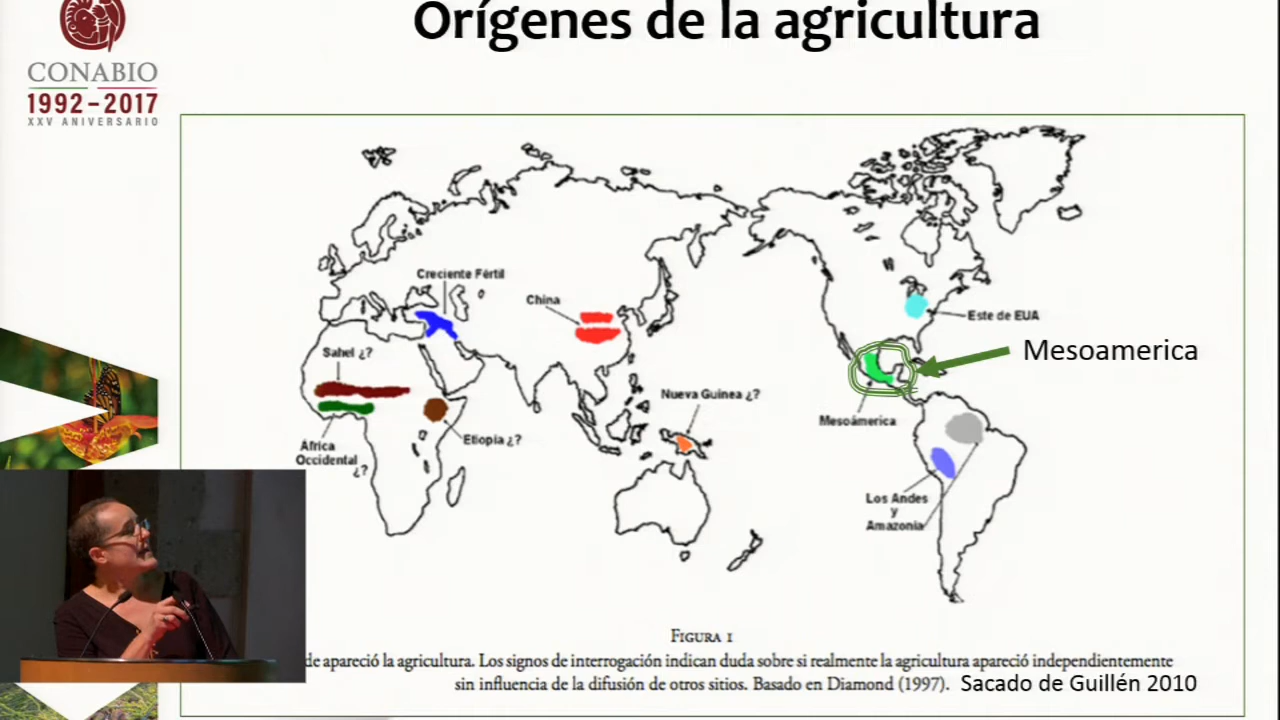 Orígenes de la agricultura
CONABIO
1992-2017
XXV ANIVERSARIO
Creciente Fértil
China
Sahel ¿?
Este de EUA
Mesoamerica
Nueva Guinea ¿?
Mesoámerica
Etiopia ¿?
África
Occidental
¿?
Los Andes
y
Amazonía
FIGURA 1
de apareció la agricultura. Los signos de interrogación indican duda sobre si realmente la agricultura apareció independientemente
sin influencia de la difusión de otros sitios. Basado en Diamond (1997). Sacado de Guillén 2010